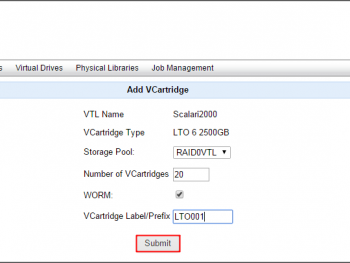 s Virtual Drives Physical Libraries Job Management
Add VCartridge
VTL Name Scalari2000
VCartridge Type LTO 6 2500GB
Storage Pool: RAID0VTL
Number of VCartridges 20
WORM:
VCartridge Label/Prefix LTO001
Submit